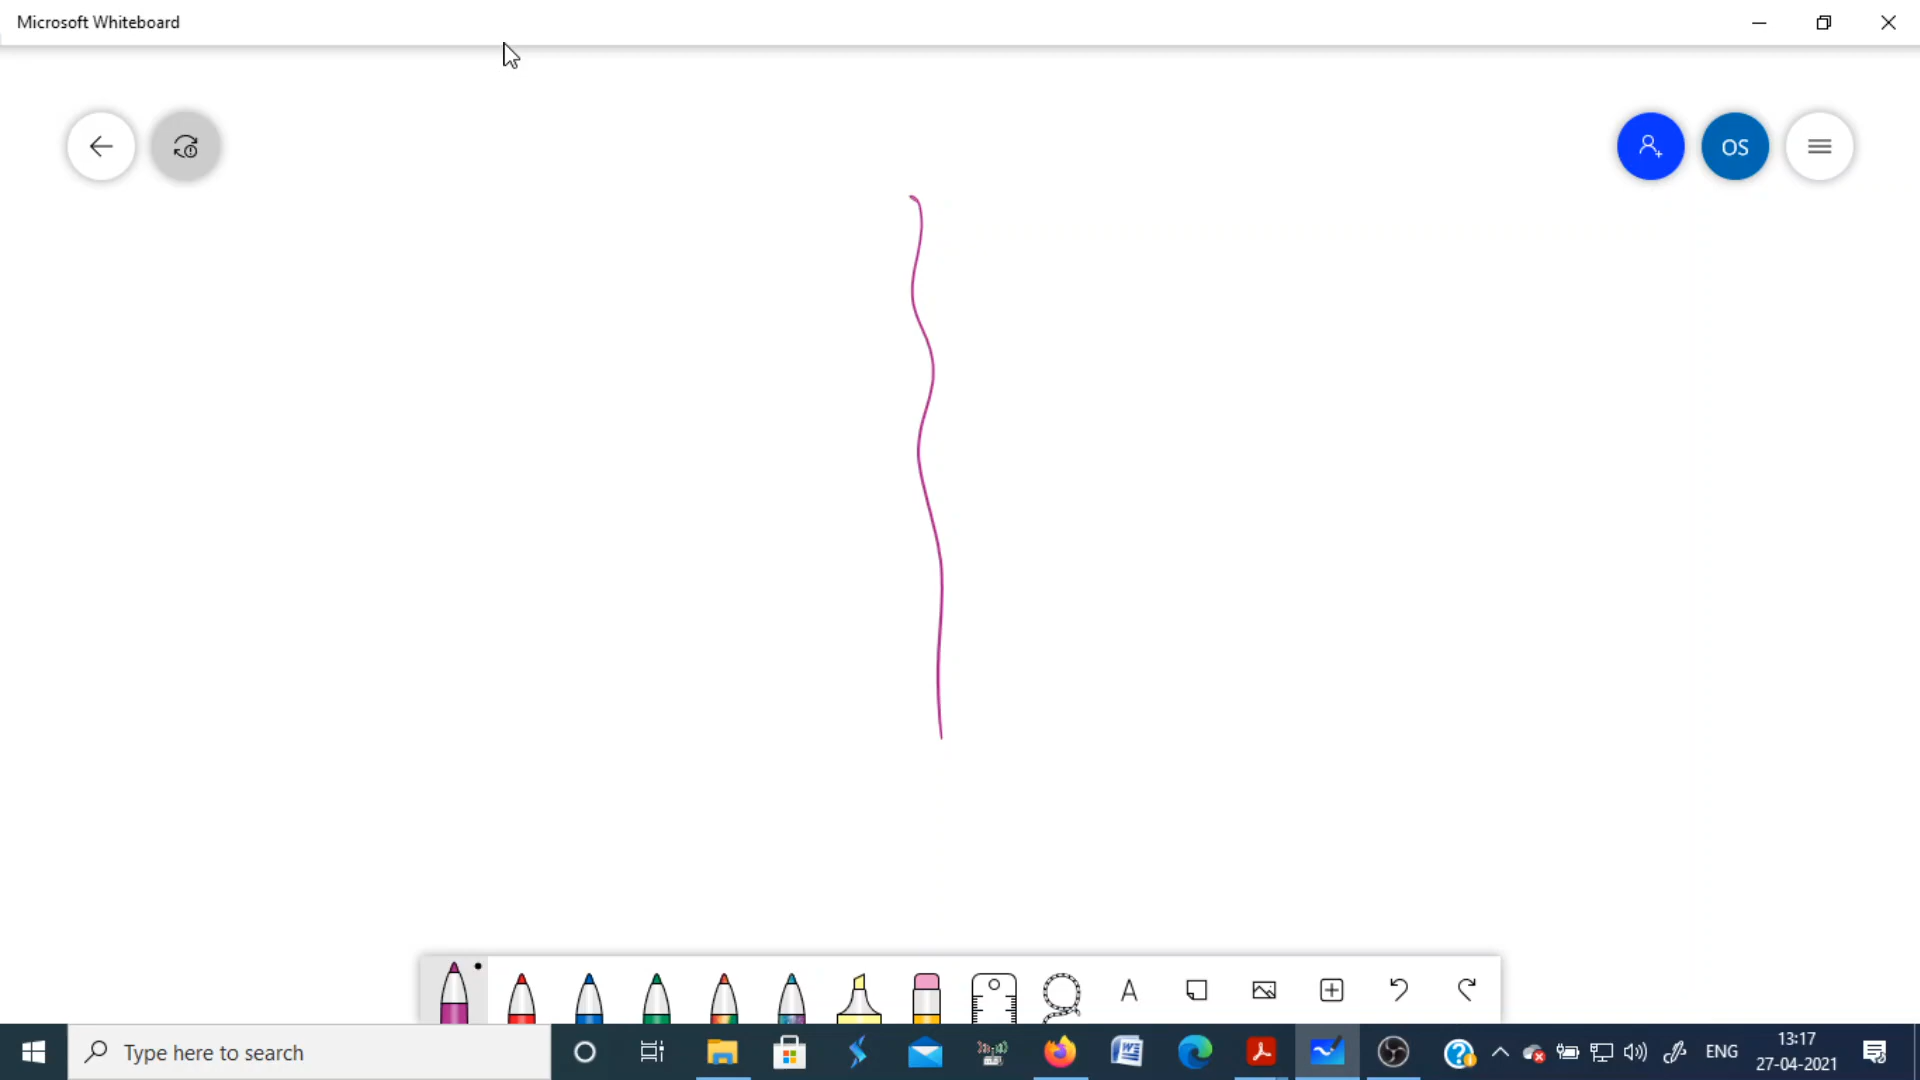 Microsoft Whiteboard
OS
A
Type here to search
ENG
13:17
27-04-2021